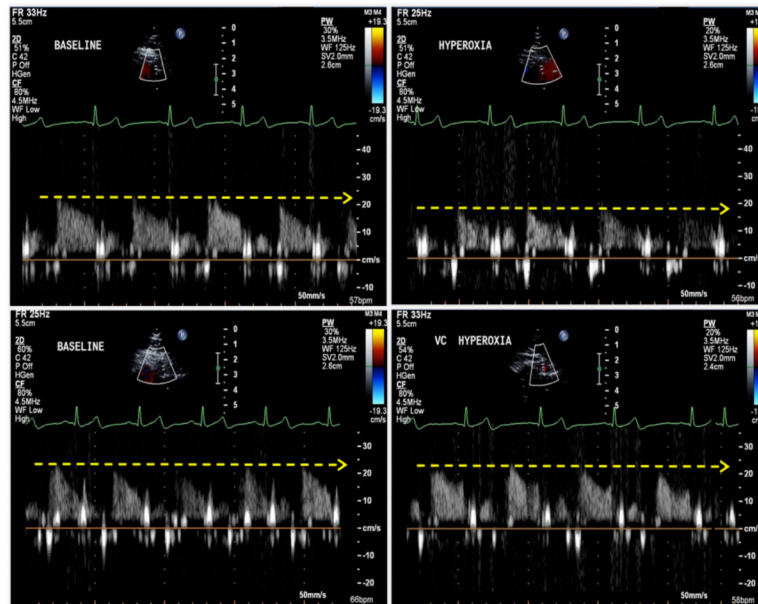 FR 33Hz
5.5cm
2D
51%
C 42
P Off
HGen
CF
80%
4.5MHz
WF Low
High
BASELINE
0
1
2
3
4
5
PW
30%
3.5MHz
WF 125Hz
SV2.0mm
2.6cm
M3 M4
+19.3
-19.3
cm/s
40
30
20
10
cm/s
-10
50mm/s
57bpm
FR 25Hz
5.5cm
2D
51%
C 42
P Off
HGen
CF
80%
4.5MHz
WF Low
High
HYPEROXIA
0
1
2
3
4
5
PW
20%
3.5MHz
WF 125Hz
SV2.0mm
2.6cm
M3 M4
+19.3
-19.3
cm/s
40
30
20
10
cm/s
-10
50mm/s
56bpm
FR 25Hz
5.5cm
2D
60%
C 42
P Off
HGen
CF
80%
4.5MHz
WF Low
High
BASELINE
0
1
2
3
4
5
PW
30%
3.5MHz
WF 125Hz
SV2.0mm
2.6cm
M3 M4
+19.3
-19.3
cm/s
30
20
10
cm/s
-10
-20
50mm/s
66bpm
FR 33Hz
5.5cm
2D
54%
C 42
P Off
HGen
CF
80%
4.5MHz
WF Low
High
VC HYPEROXIA
0
1
2
3
4
5
PW
20%
3.5MHz
WF 125Hz
SV2.0mm
2.4cm
M3 M4
+19.3
-19.3
cm/s
30
20
10
cm/s
-10
-20
50mm/s
58bpm